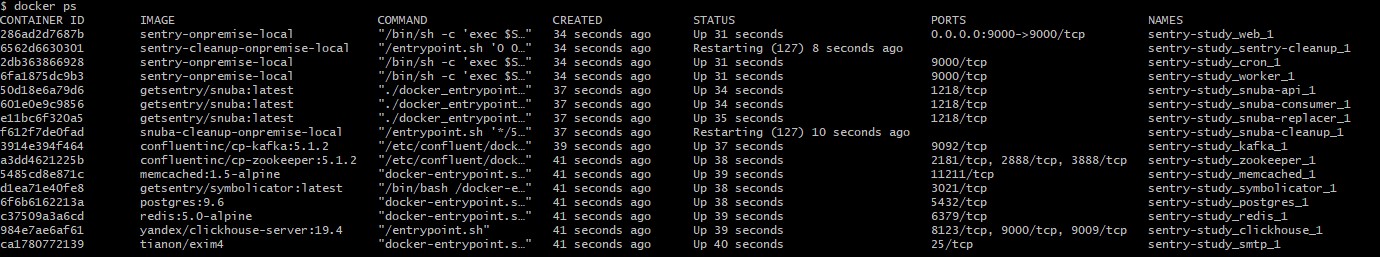 $ docker ps
CONTAINER ID IMAGE COMMAND CREATED STATUS PORTS NAMES
286ad2d7687b sentry-onpremise-local "/bin/sh -c 'exec $S…" 34 seconds ago Up 31 seconds 0.0.0.0:9000->9000/tcp sentry-study_web_1
6562d6630301 sentry-cleanup-onpremise-local "/entrypoint.sh '0 0…" 34 seconds ago Restarting (127) 8 seconds ago sentry-study_sentry-cleanup_1
2db363866928 sentry-onpremise-local "/bin/sh -c 'exec $S…" 34 seconds ago Up 31 seconds 9000/tcp sentry-study_cron_1
6fa1875dc9b3 sentry-onpremise-local "/bin/sh -c 'exec $S…" 34 seconds ago Up 31 seconds 9000/tcp sentry-study_worker_1
50d18e6a79d6 getsentry/snuba:latest "./docker_entrypoint…" 37 seconds ago Up 34 seconds 1218/tcp sentry-study_snuba-api_1
601e0e9c9856 getsentry/snuba:latest "./docker_entrypoint…" 37 seconds ago Up 34 seconds 1218/tcp sentry-study_snuba-consumer_1
e11bc6f320a5 getsentry/snuba:latest "./docker_entrypoint…" 37 seconds ago Up 35 seconds 1218/tcp sentry-study_snuba-replacer_1
f612f7de0fad snuba-cleanup-onpremise-local "/entrypoint.sh '*/5…" 37 seconds ago Restarting (127) 10 seconds ago sentry-study_snuba-cleanup_1
3914e394f464 confluentinc/cp-kafka:5.1.2 "/etc/confluent/dock…" 39 seconds ago Up 37 seconds 9092/tcp sentry-study_kafka_1
a3dd4621225b confluentinc/cp-zookeeper:5.1.2 "/etc/confluent/dock…" 41 seconds ago Up 38 seconds 2181/tcp, 2888/tcp, 3888/tcp sentry-study_zookeeper_1
5485cd8e871c memcached:1.5-alpine "docker-entrypoint.s…" 41 seconds ago Up 39 seconds 11211/tcp sentry-study_memcached_1
d1ea71e40fe8 getsentry/symbolicator:latest "/bin/bash /docker-e…" 41 seconds ago Up 38 seconds 3021/tcp sentry-study_symbolicator_1
6f6b6162213a postgres:9.6 "docker-entrypoint.s…" 41 seconds ago Up 38 seconds 5432/tcp sentry-study_postgres_1
c37509a3a6cd redis:5.0-alpine "docker-entrypoint.s…" 41 seconds ago Up 39 seconds 6379/tcp sentry-study_redis_1
984e7ae6af61 yandex/clickhouse-server:19.4 "/entrypoint.sh" 41 seconds ago Up 39 seconds 8123/tcp, 9000/tcp, 9009/tcp sentry-study_clickhouse_1
ca1780772139 tianon/exim4 "docker-entrypoint.s…" 41 seconds ago Up 40 seconds 25/tcp sentry-study_smtp_1